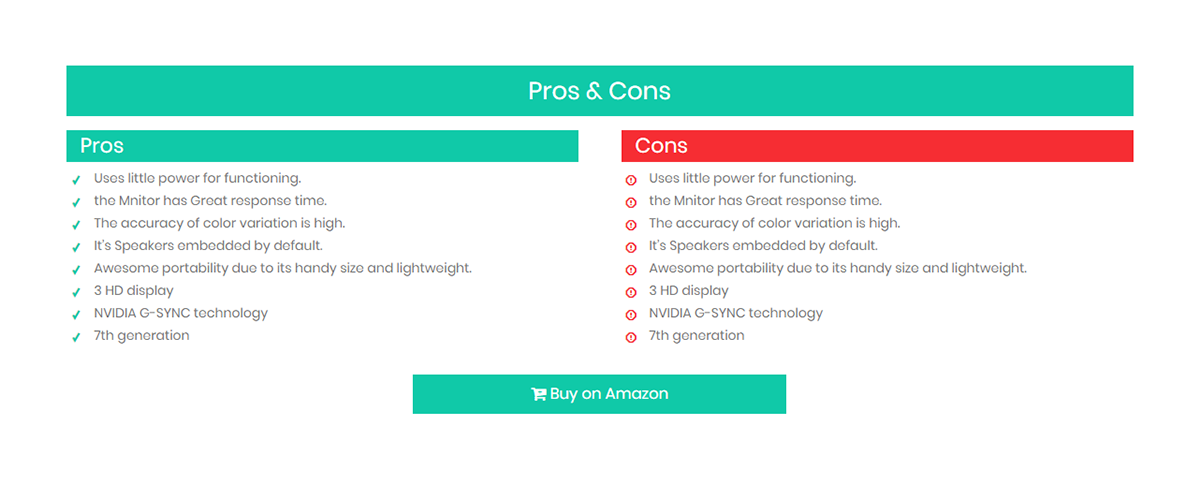 Pros & Cons
Pros
Uses little power for functioning.
the Mnitor has Great response time.
The accuracy of color variation is high.
It's Speakers embedded by default.
Awesome portability due to its handy size and lightweight.
3 HD display
NVIDIA G-SYNC technology
7th generation
Cons
Uses little power for functioning.
the Mnitor has Great response time.
The accuracy of color variation is high.
It's Speakers embedded by default.
Awesome portability due to its handy size and lightweight.
3 HD display
NVIDIA G-SYNC technology
7th generation
Buy on Amazon